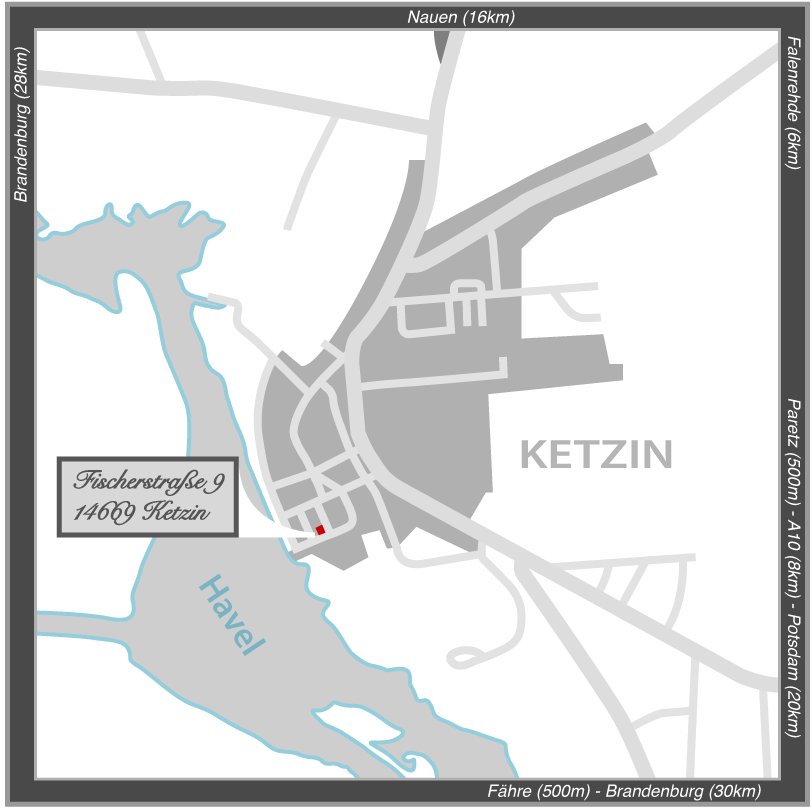 Nauen (16km)
Brandenburg (28km)
Falenrehde (6km)
KETZIN
Fischerstraße 9
14669 Ketzin
Havel
Paretz (500m) - A10 (8km) - Potsdam (20km)
Fähre (500m) - Brandenburg (30km)